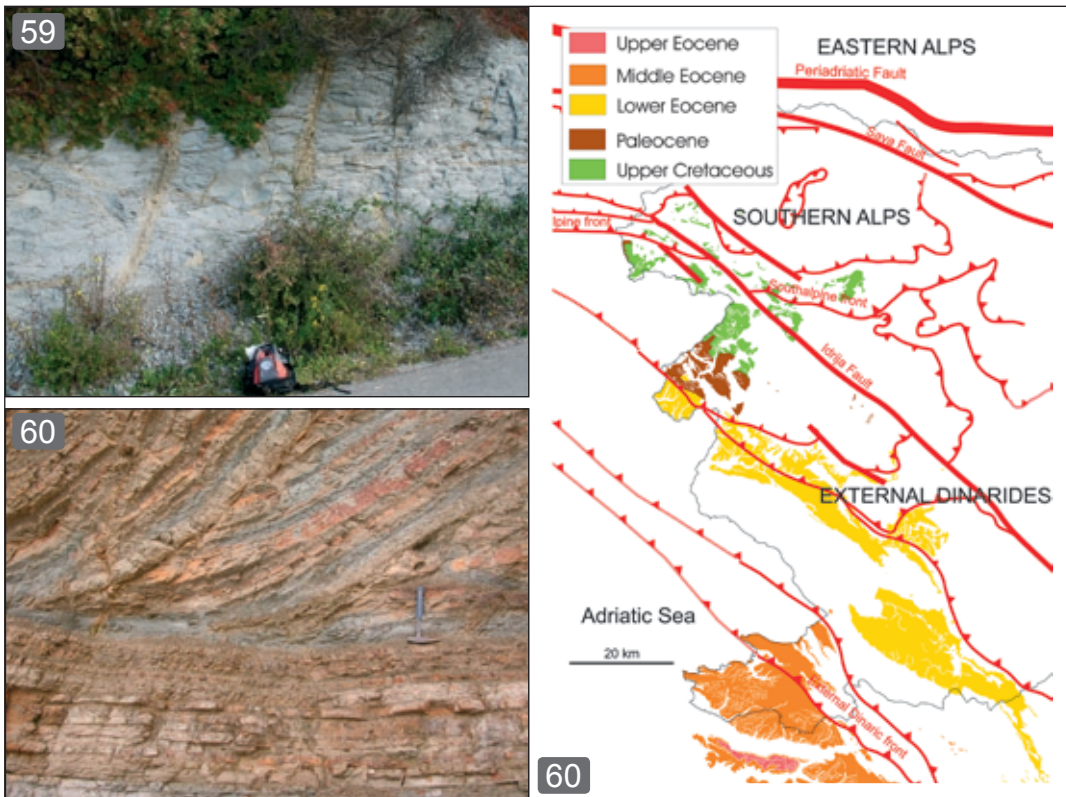 59
60
Upper Eocene
Middle Eocene
Lower Eocene
Paleocene
Upper Cretaceous
EASTERN ALPS
Periadriatic Fault
Sava Fault
SOUTHERN ALPS
lpine front
Southalpine front
Idrija Fault
EXTERNAL DINARIDES
Adriatic Sea
20 km
External Dinaric front
60